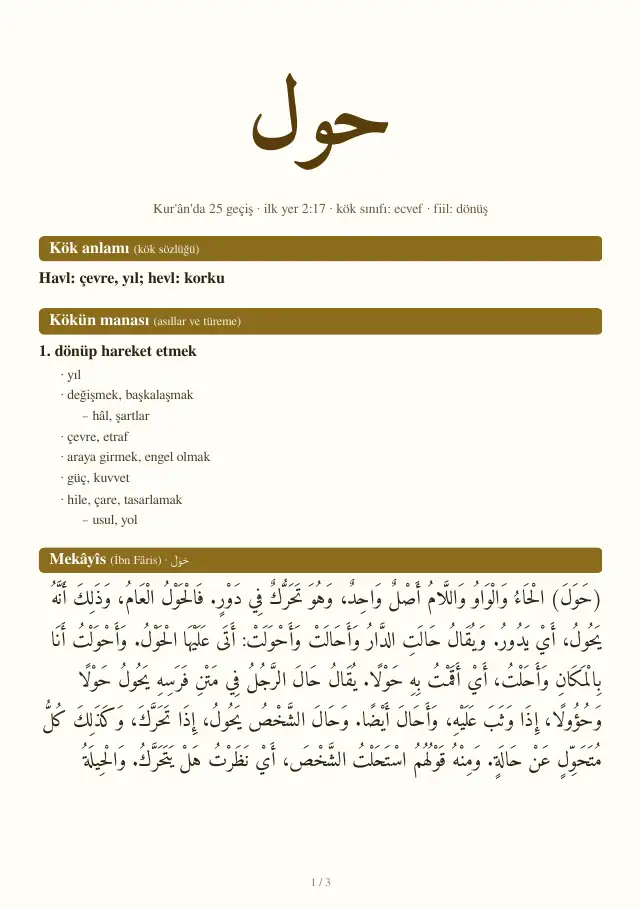 حول
Kur'ân'da 25 geçiş · ilk yer 2:17 · kök sınıfı: ecvef · fiil: dönüş
Kök anlamı (kök sözlüğü)
Havl: çevre, yıl; hevl: korku
Kökün manası (asıllar ve türeme)
1. dönüp hareket etmek
· yıl
· değişmek, başkalaşmak
– hâl, şartlar
· çevre, etraf
· araya girmek, engel olmak
· güç, kuvvet
· hile, çare, tasarlamak
– usul, yol
Mekâyîs (İbn Fâris) · حَوَلَ
(حَوَلَ) الْحَاءُ وَالْوَاوُ وَاللَّامُ أَصْلٌ وَاحِدٌ، وَهُوَ تَحَرُّكٌ فِي دَوْرٍ. فَالْحَوْلُ الْعَامُ، وَذَلِكَ أَنَّهُ
يَحُولُ، أَيْ يَدُورُ. وَيُقَالُ حَالَتِ الدَّارُ وَأَحَالَتْ وَأَحْوَلَتْ: أَتَى عَلَيْهَا الْحَوْلُ. وَأَحْوَلْتُ أَنَا
بِالْمَكَانِ وَأَحَلْتُ، أَيْ أَقَمْتُ بِهِ حَوْلًا. يُقَالُ حَالَ الرَّجُلُ فِي مَتْنِ فَرَسِهِ يَحُولُ حَوْلًا
وَحُؤُولًا، إِذَا وَثَبَ عَلَيْهِ، وَأَحَالَ أَيْضًا. وَحَالَ الشَّخْصُ يَحُولُ، إِذَا تَحَرَّكَ، وَكَذَلِكَ كُلُّ
مُتَحَوِّلٍ عَنْ حَالَةٍ. وَمِنْهُ قَوْلُهُمُ اسْتَحَلْتُ الشَّخْصَ، أَيْ نَظَرْتُ هَلْ يَتَحَرَّكُ. وَالْحِيلَةُ
1 / 3